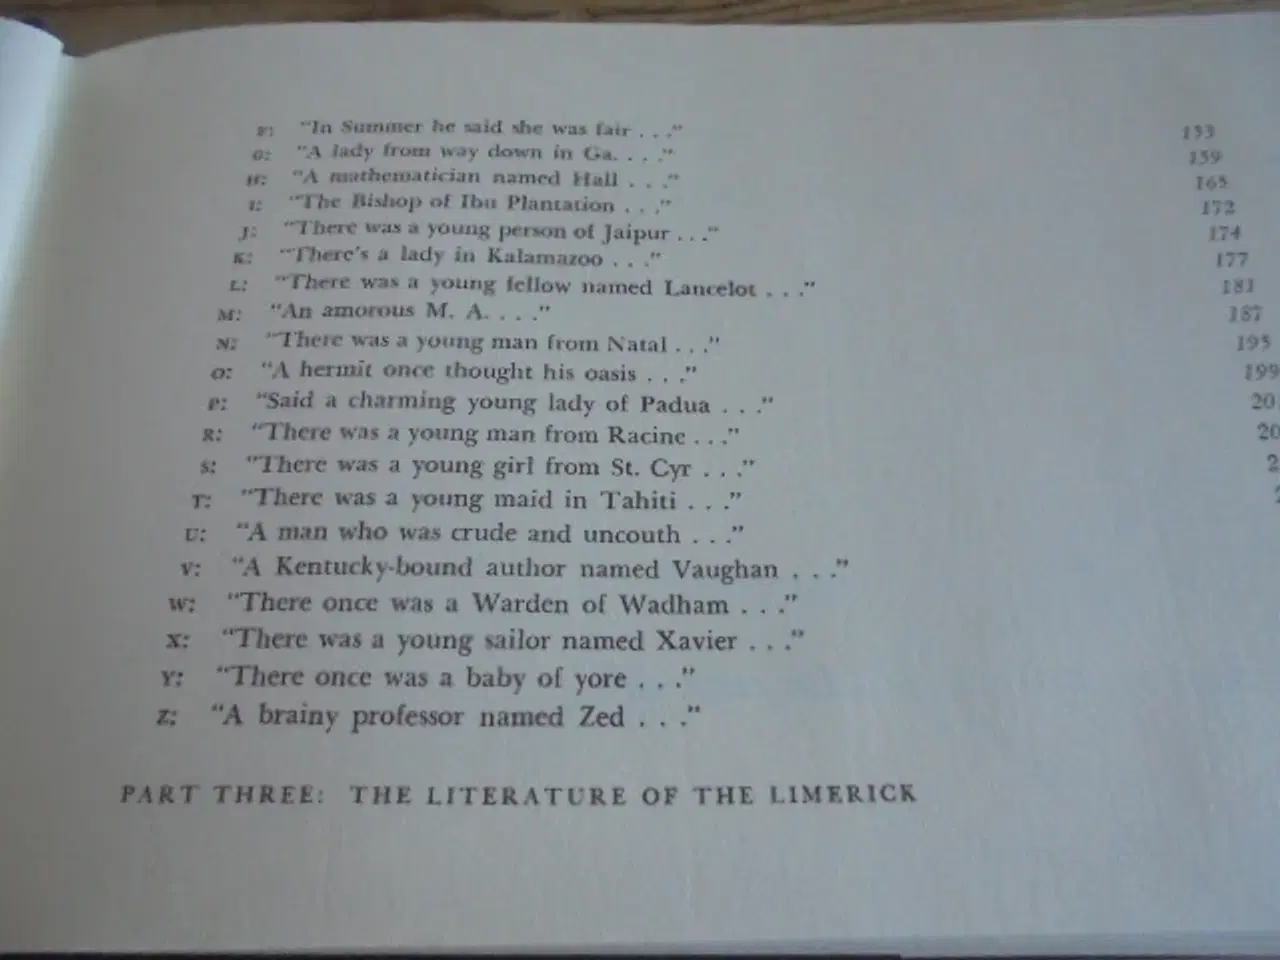 F: "In Summer he said she was fair . . ." 153
G: "A lady from way down in Ga. . . ." 159
H: "A mathematician named Hall . . ." 165
I: "The Bishop of Ibu Plantation . . ." 172
J: "There was a young person of Jaipur . . ." 174
K: "There's a lady in Kalamazoo . . ." 177
L: "There was a young fellow named Lancelot . . ." 181
M: "An amorous M. A. . . ." 187
N: "There was a young man from Natal . . ." 195
O: "A hermit once thought his oasis . . ." 199
P: "Said a charming young lady of Padua . . ." 20
R: "There was a young man from Racine . . ." 20
S: "There was a young girl from St. Cyr . . ." 2
T: "There was a young maid in Tahiti . . ."
U: "A man who was crude and uncouth . . ."
V: "A Kentucky-bound author named Vaughan . . ."
W: "There once was a Warden of Wadham . . ."
X: "There was a young sailor named Xavier . . ."
Y: "There once was a baby of yore . . ."
Z: "A brainy professor named Zed . . ."
PART THREE: THE LITERATURE OF THE LIMERICK